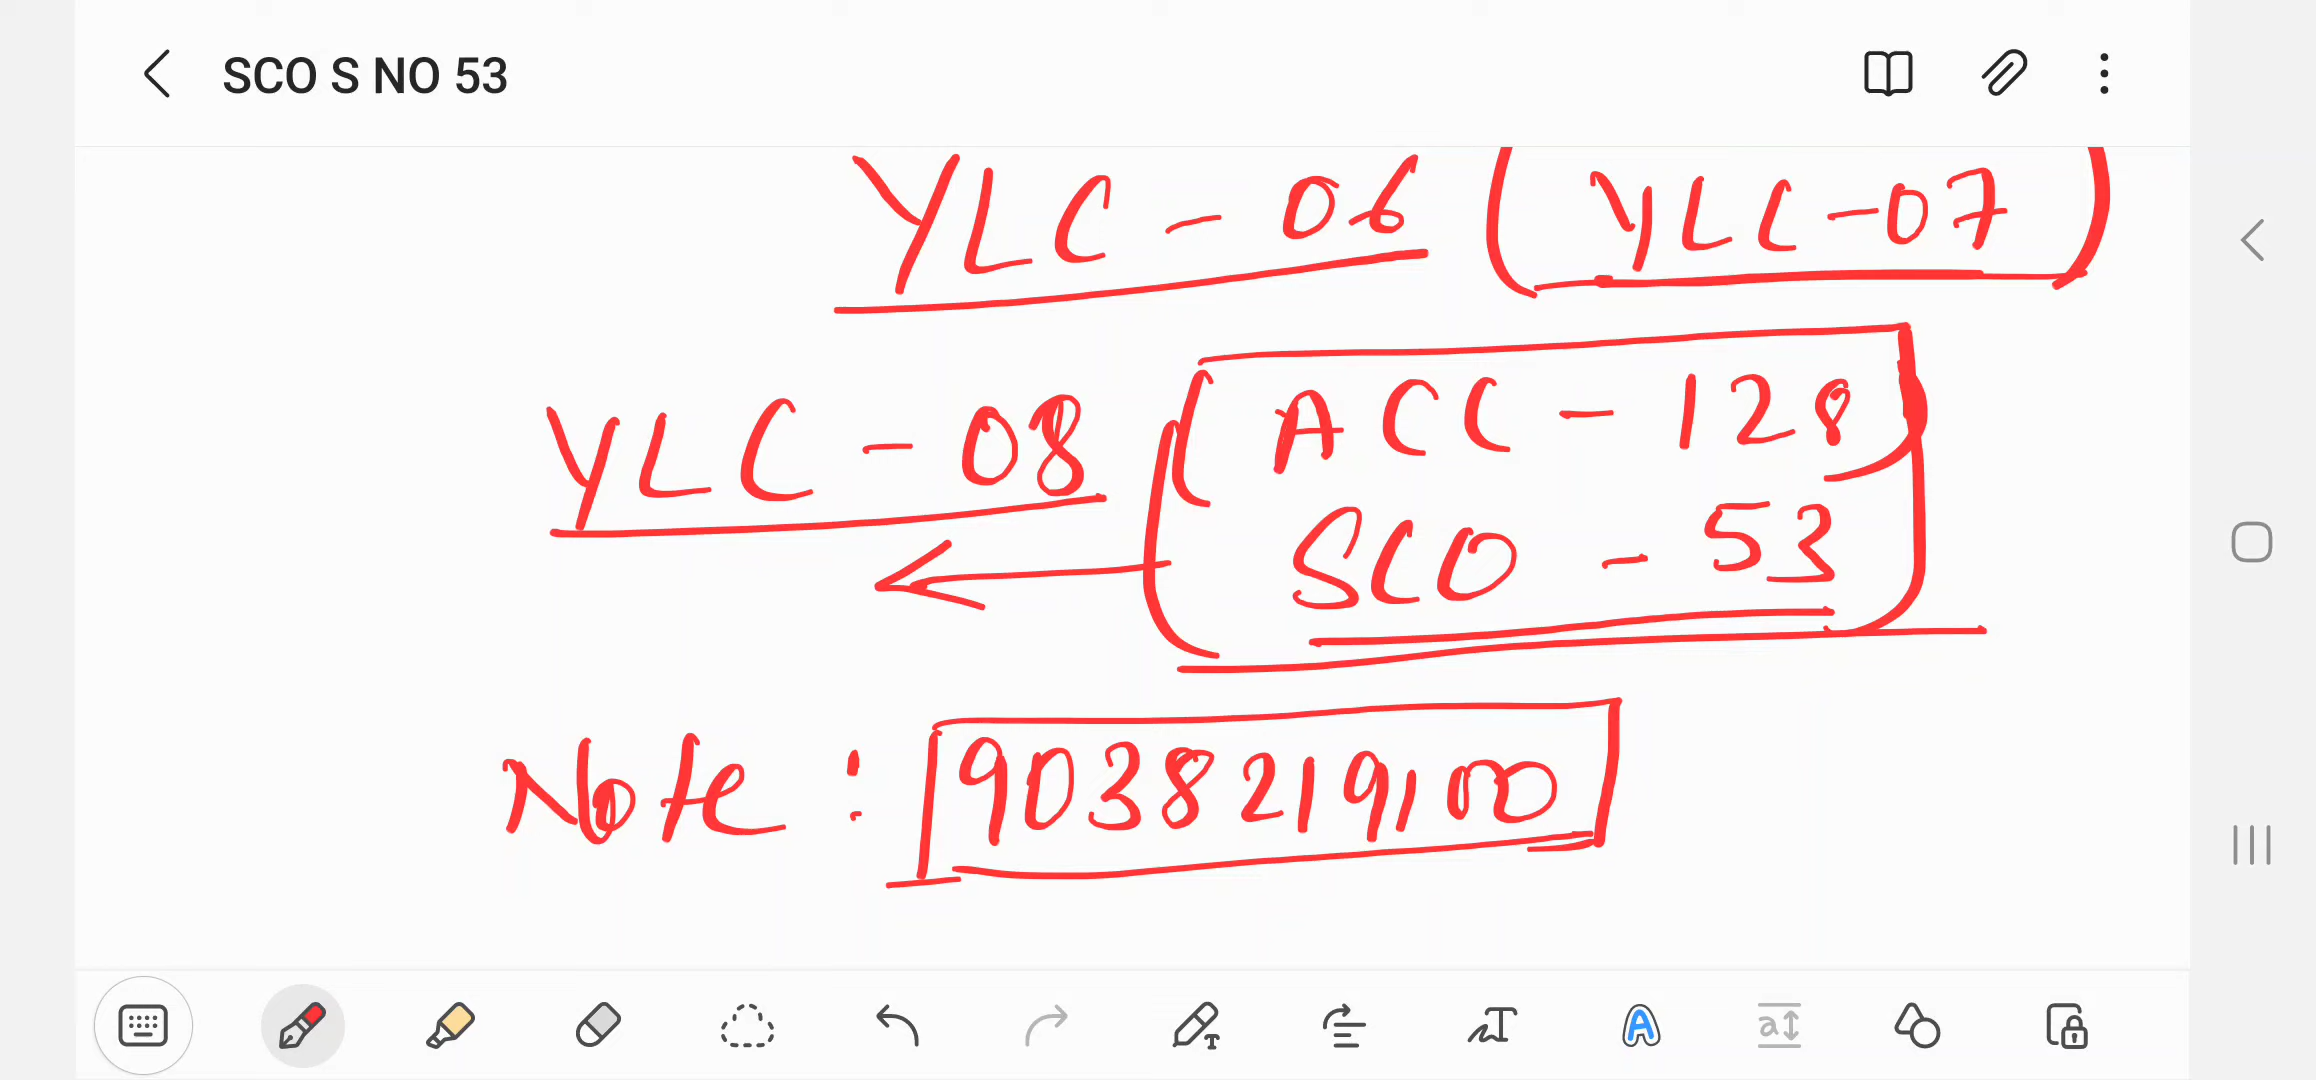 SCO S NO 53
YLC - 06 (YLC - 07)
YLC - 08 (ACC - 128)
SCO - 53
Note : 9038219100